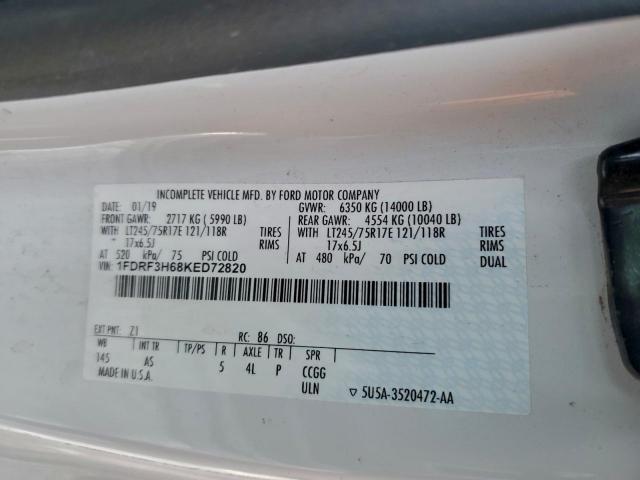 INCOMPLETE VEHICLE MFD. BY FORD MOTOR COMPANY
DATE: 01/19 GVWR: 6350 KG (14000 LB)
FRONT GAWR: 2717 KG (5990 LB) REAR GAWR: 4554 KG (10040 LB)
WITH LT245/75R17E 121/118R TIRES WITH LT245/75R17E 121/118R TIRES
" 17x6.5J RIMS " 17x6.5J RIMS
AT 520 kPa/ 75 PSI COLD AT 480 kPa/ 70 PSI COLD DUAL
VIN: 1FDRF3H68KED72820
EXT PNT: Z1 RC: 86 DSO:
WB INT TR TP/PS R AXLE TR SPR
145 AS 5 4L P CCGG
MADE IN U.S.A. ULN
▽ 5U5A-3520472-AA